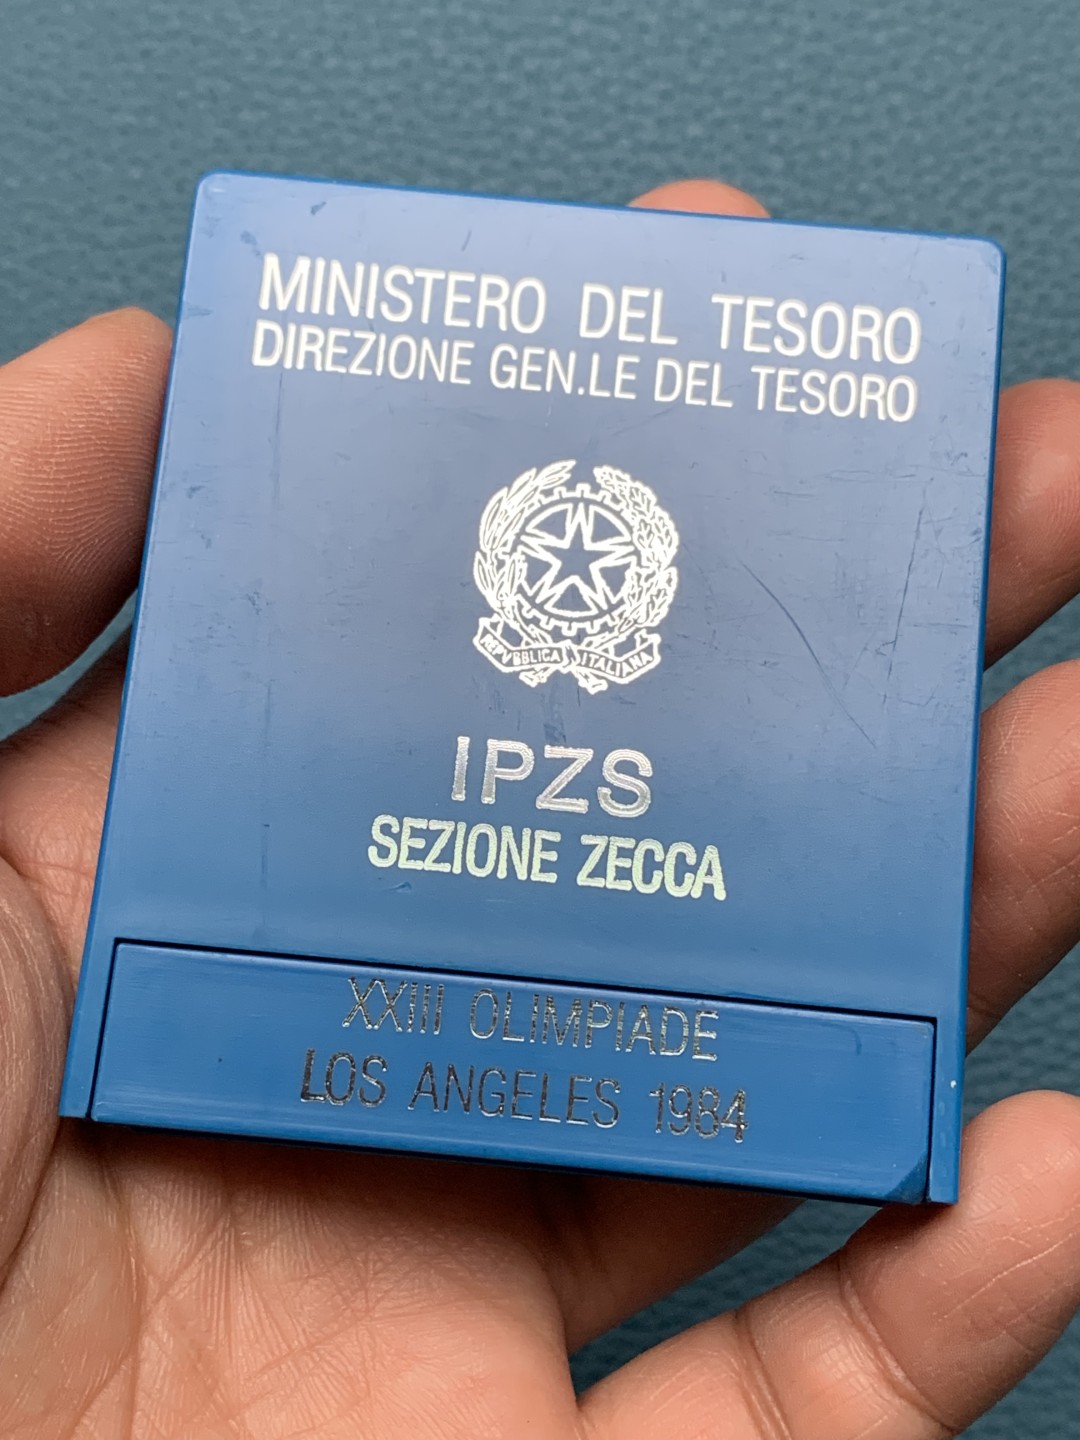 MINISTERO DEL TESORO
DIREZIONE GEN.LE DEL TESORO
REPVBBLICA ITALIANA
IPZS
SEZIONE ZECCA
XXIII OLIMPIADE
LOS ANGELES 1984